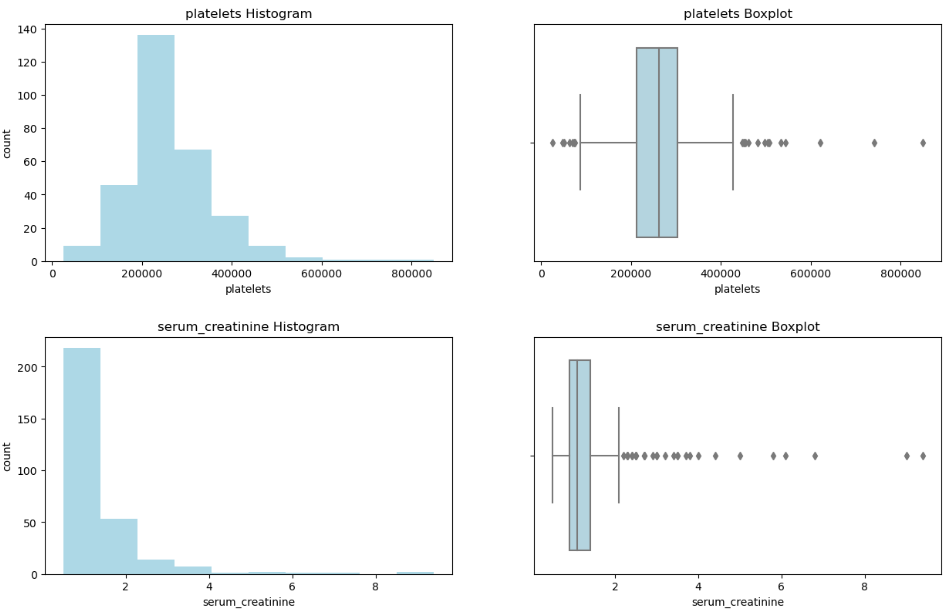 platelets Histogram
140
120
100
80
60
40
20
0
count
0 200000 400000 600000 800000
platelets
platelets Boxplot
0 200000 400000 600000 800000
platelets
serum_creatinine Histogram
200
150
100
50
0
count
2 4 6 8
serum_creatinine
serum_creatinine Boxplot
2 4 6 8
serum_creatinine